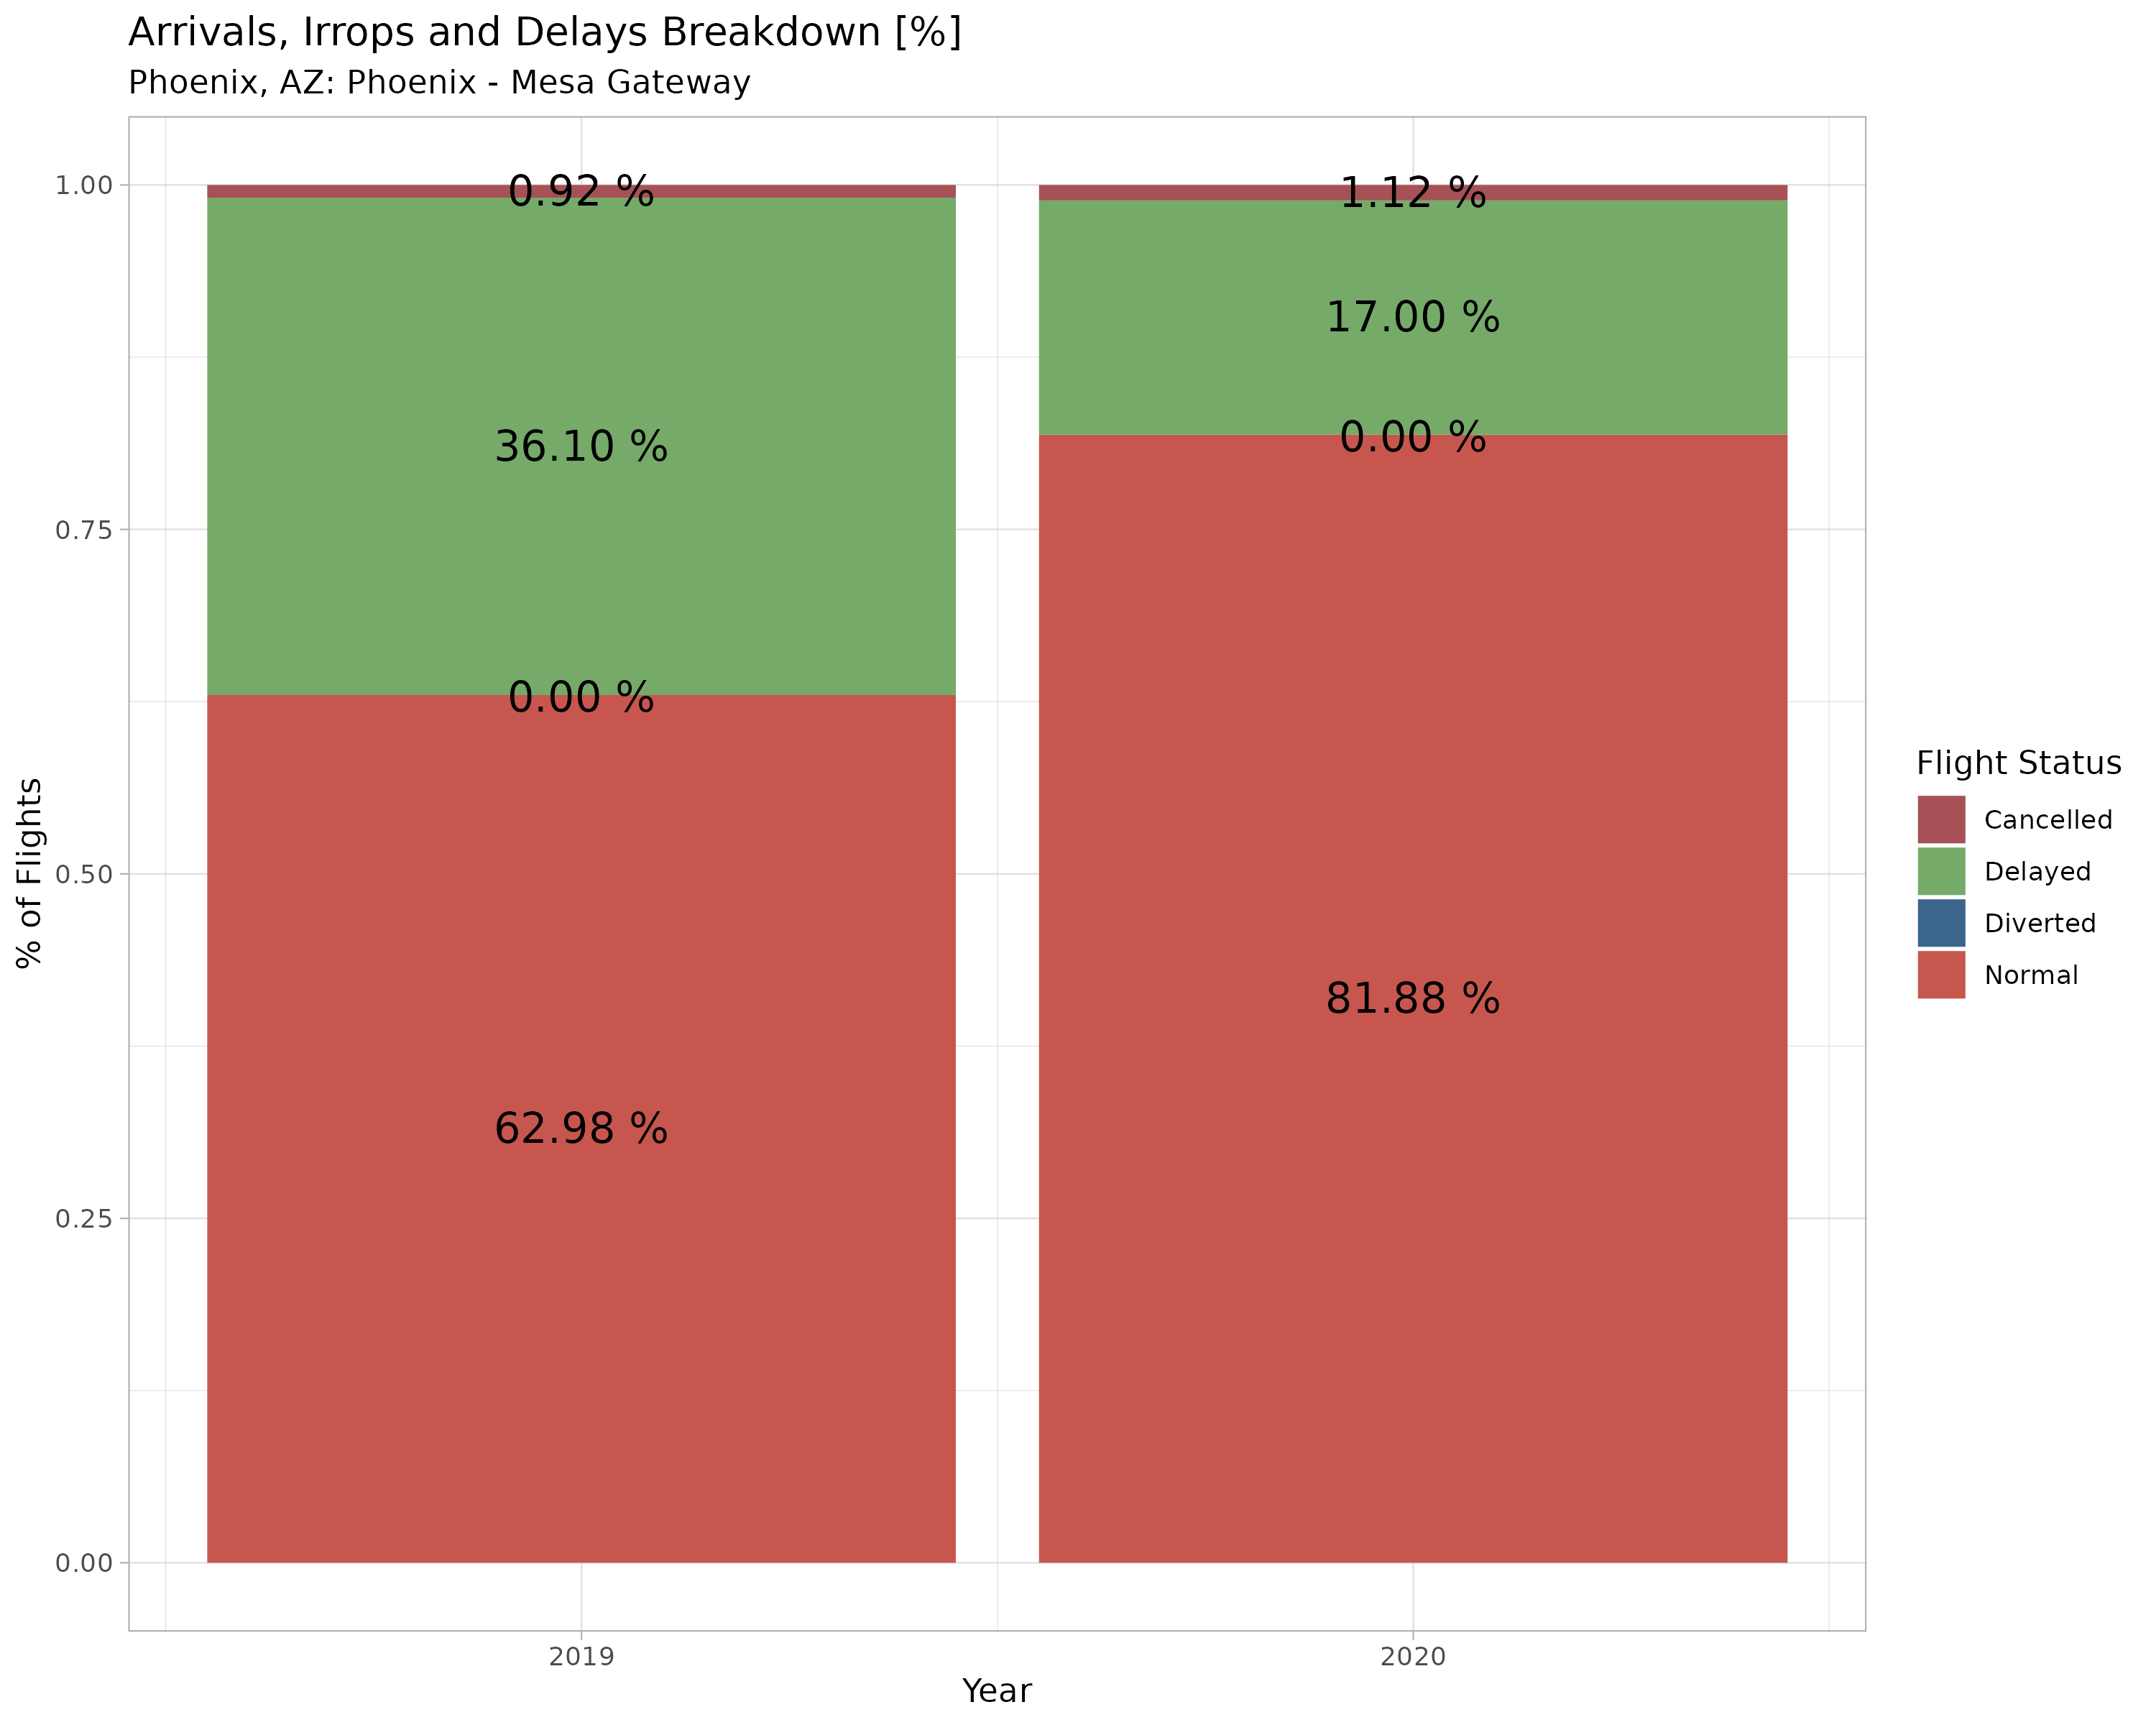 Arrivals, Irrops and Delays Breakdown [%]
Phoenix, AZ: Phoenix - Mesa Gateway
% of Flights
1.00
0.75
0.50
0.25
0.00
0.92 %
36.10 %
0.00 %
62.98 %
1.12 %
17.00 %
0.00 %
81.88 %
2019
2020
Year
Flight Status
Cancelled
Delayed
Diverted
Normal